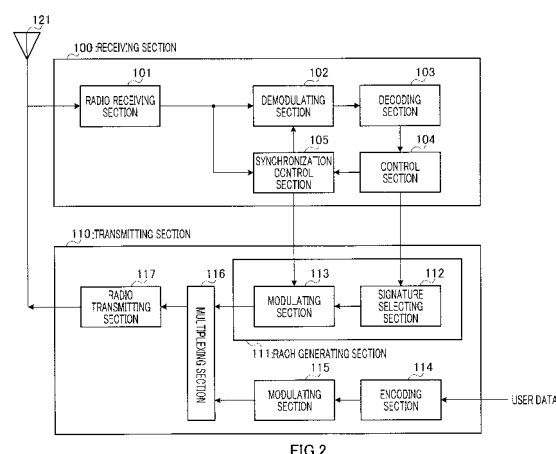 121
100:RECEIVING SECTION
101
RADIO RECEIVING
SECTION
102
DEMODULATING
SECTION
103
DECODING
SECTION
105
SYNCHRONIZATION
CONTROL
SECTION
104
CONTROL
SECTION
110:TRANSMITTING SECTION
117
RADIO
TRANSMITTING
SECTION
116
MULTIPLEXING SECTION
113
MODULATING
SECTION
112
SIGNATURE
SELECTING
SECTION
111:RACH GENERATING SECTION
115
MODULATING
SECTION
114
ENCODING
SECTION
USER DATA
FIG.2